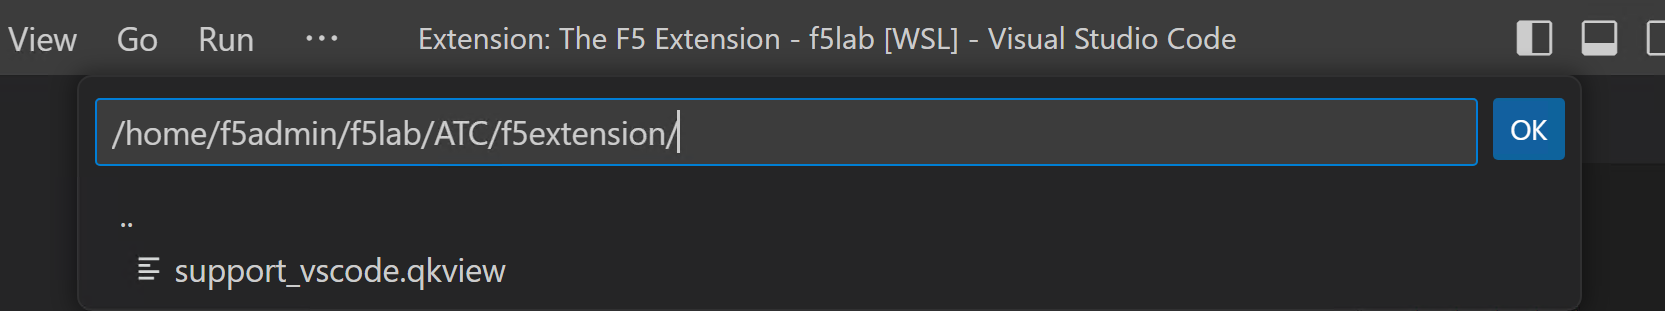 View Go Run ··· Extension: The F5 Extension - f5lab [WSL] - Visual Studio Code
/home/f5admin/f5lab/ATC/f5extension/ OK
..
support_vscode.qkview